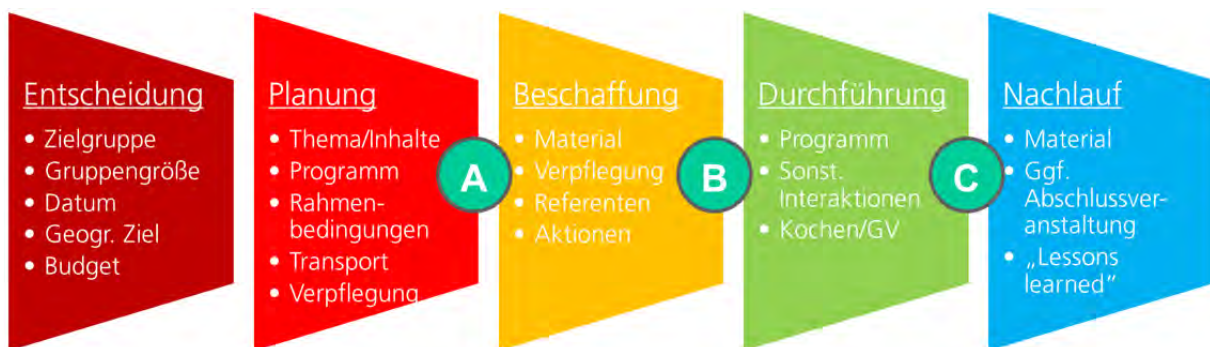 Entscheidung
• Zielgruppe
• Gruppengröße
• Datum
• Geogr. Ziel
• Budget
Planung
• Thema/Inhalte
• Programm
• Rahmen-
bedingungen
• Transport
• Verpflegung
A
Beschaffung
• Material
• Verpflegung
• Referenten
• Aktionen
B
Durchführung
• Programm
• Sonst.
Interaktionen
• Kochen/GV
C
Nachlauf
• Material
• Ggf.
Abschlussver-
anstaltung
• „Lessons
learned“